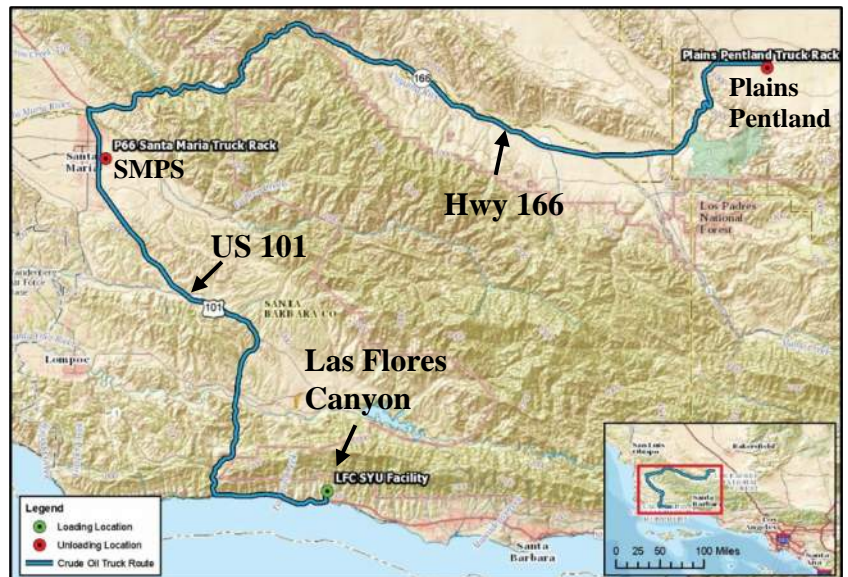 Plains Pentland Truck Rack
Plains
Pentland
166
P66 Santa Maria Truck Rack
Santa
Maria
SMPS
Hwy 166
Los Padres
National
Forest
US 101
101
SANTA
BARBARA CO
Lompoc
Las Flores
Canyon
LFC SYU Facility
Santa
Barbara
Legend
Loading Location
Unloading Location
Crude Oil Truck Route
San Luis
Obispo
Bakersfield
Santa
Barbara
Los
Angeles
Santa
Ana
0 25 50 100 Miles